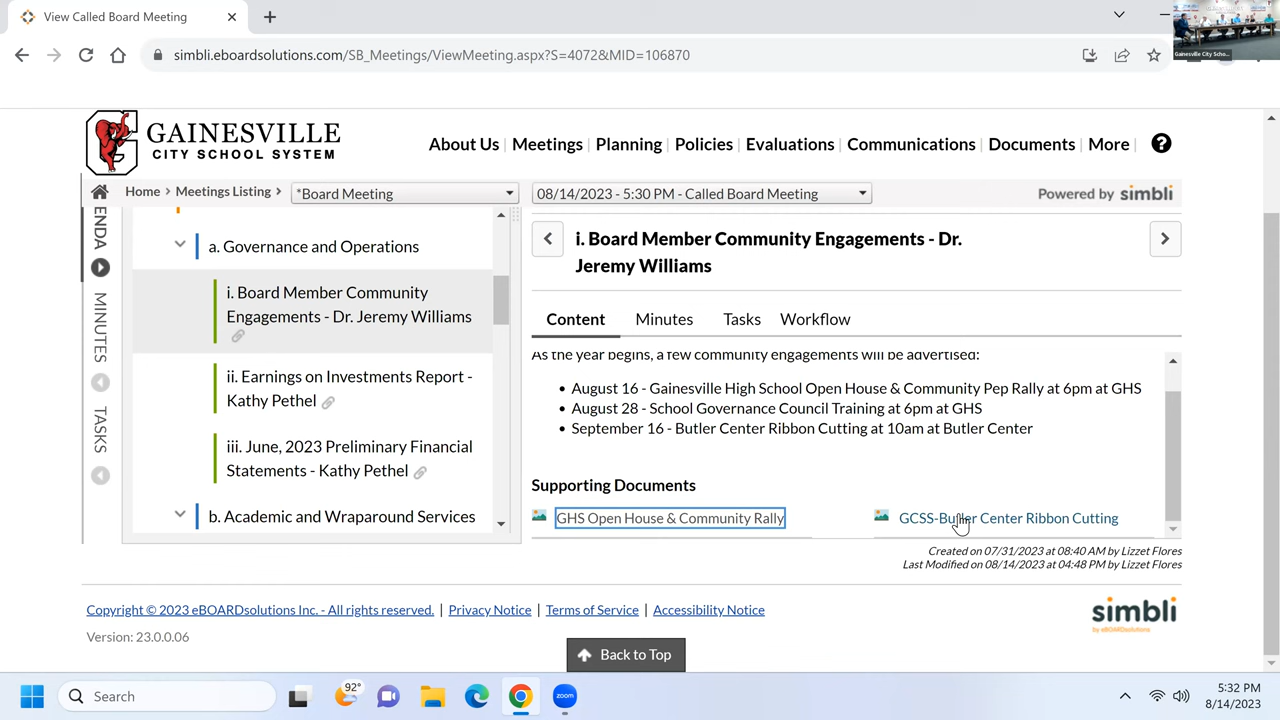 View Called Board Meeting
simbli.eboardsolutions.com/SB_Meetings/ViewMeeting.aspx?S=4072&MID=106870
Gainesville City Scho...
GAINESVILLE
CITY SCHOOL SYSTEM
About Us | Meetings | Planning | Policies | Evaluations | Communications | Documents | More |
Home > Meetings Listing >
*Board Meeting
08/14/2023 - 5:30 PM - Called Board Meeting
Powered by simbli
ENDA
MINUTES
TASKS
a. Governance and Operations
i. Board Member Community
Engagements - Dr. Jeremy Williams
ii. Earnings on Investments Report -
Kathy Pethel
iii. June, 2023 Preliminary Financial
Statements - Kathy Pethel
b. Academic and Wraparound Services
i. Board Member Community Engagements - Dr.
Jeremy Williams
Content Minutes Tasks Workflow
As the year begins, a few community engagements will be advertised:
• August 16 - Gainesville High School Open House & Community Pep Rally at 6pm at GHS
• August 28 - School Governance Council Training at 6pm at GHS
• September 16 - Butler Center Ribbon Cutting at 10am at Butler Center
Supporting Documents
GHS Open House & Community Rally
GCSS-Butler Center Ribbon Cutting
Created on 07/31/2023 at 08:40 AM by Lizzet Flores
Last Modified on 08/14/2023 at 04:48 PM by Lizzet Flores
Copyright © 2023 eBOARDsolutions Inc. - All rights reserved. | Privacy Notice | Terms of Service | Accessibility Notice
simbli
by eBOARDsolutions
Version: 23.0.0.06
Back to Top
Search
92°
zoom
5:32 PM
8/14/2023